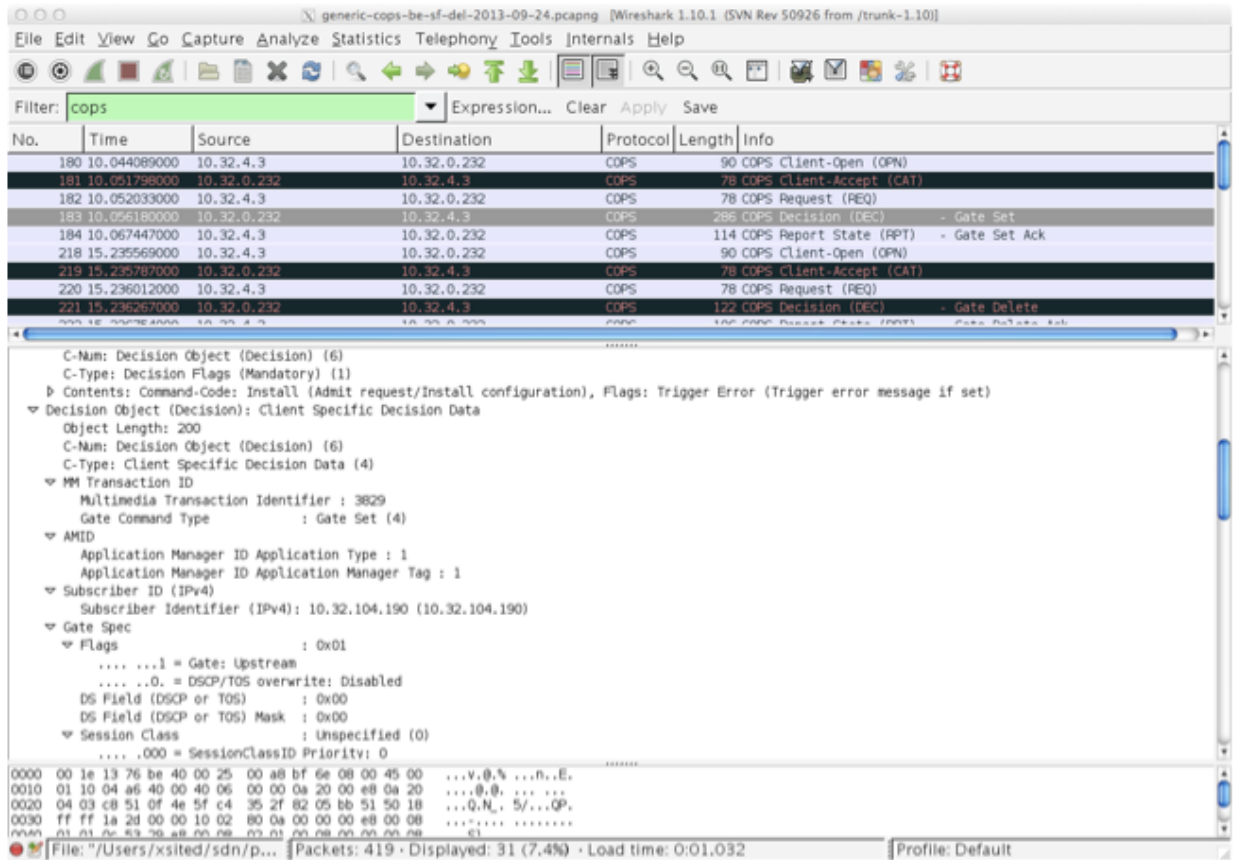 generic-cops-be-sf-del-2013-09-24.pcapng [Wireshark 1.10.1 (SVN Rev 50926 from /trunk-1.10)]
File Edit View Go Capture Analyze Statistics Telephony Tools Internals Help
Filter: cops Expression... Clear Apply Save
No. Time Source Destination Protocol Length Info
180 10.044089000 10.32.4.3 10.32.0.232 COPS 90 COPS Client-Open (OPN)
181 10.051798000 10.32.0.232 10.32.4.3 COPS 78 COPS Client-Accept (CAT)
182 10.052033000 10.32.4.3 10.32.0.232 COPS 78 COPS Request (REQ)
183 10.056180000 10.32.0.232 10.32.4.3 COPS 286 COPS Decision (DEC) - Gate Set
184 10.067447000 10.32.4.3 10.32.0.232 COPS 114 COPS Report State (RPT) - Gate Set Ack
218 15.235569000 10.32.4.3 10.32.0.232 COPS 90 COPS Client-Open (OPN)
219 15.235787000 10.32.0.232 10.32.4.3 COPS 78 COPS Client-Accept (CAT)
220 15.236012000 10.32.4.3 10.32.0.232 COPS 78 COPS Request (REQ)
221 15.236267000 10.32.0.232 10.32.4.3 COPS 122 COPS Decision (DEC) - Gate Delete
C-Num: Decision Object (Decision) (6)
C-Type: Decision Flags (Mandatory) (1)
Contents: Command-Code: Install (Admit request/Install configuration), Flags: Trigger Error (Trigger error message if set)
Decision Object (Decision): Client Specific Decision Data
Object Length: 200
C-Num: Decision Object (Decision) (6)
C-Type: Client Specific Decision Data (4)
MM Transaction ID
Multimedia Transaction Identifier : 3829
Gate Command Type : Gate Set (4)
AMID
Application Manager ID Application Type : 1
Application Manager ID Application Manager Tag : 1
Subscriber ID (IPv4)
Subscriber Identifier (IPv4): 10.32.104.190 (10.32.104.190)
Gate Spec
Flags : 0x01
.... ...1 = Gate: Upstream
.... ..0. = DSCP/TOS overwrite: Disabled
DS Field (DSCP or TOS) : 0x00
DS Field (DSCP or TOS) Mask : 0x00
Session Class : Unspecified (0)
.... .000 = SessionClassID Priority: 0
0000 00 1e 13 76 be 40 00 25 00 a8 bf 6e 08 00 45 00 ...v.@.% ...n..E.
0010 01 10 04 a6 40 00 40 06 00 00 0a 20 00 e8 0a 20 ....@.@. ... ...
0020 04 03 c8 51 0f 4e 5f c4 35 2f 82 05 bb 51 50 18 ...Q.N_. 5/...QP.
0030 ff ff 1a 2d 00 00 10 02 80 0a 00 00 00 e8 00 08 ...-.... ........
File: "/Users/xsited/sdn/p... Packets: 419 · Displayed: 31 (7.4%) · Load time: 0:01.032 Profile: Default